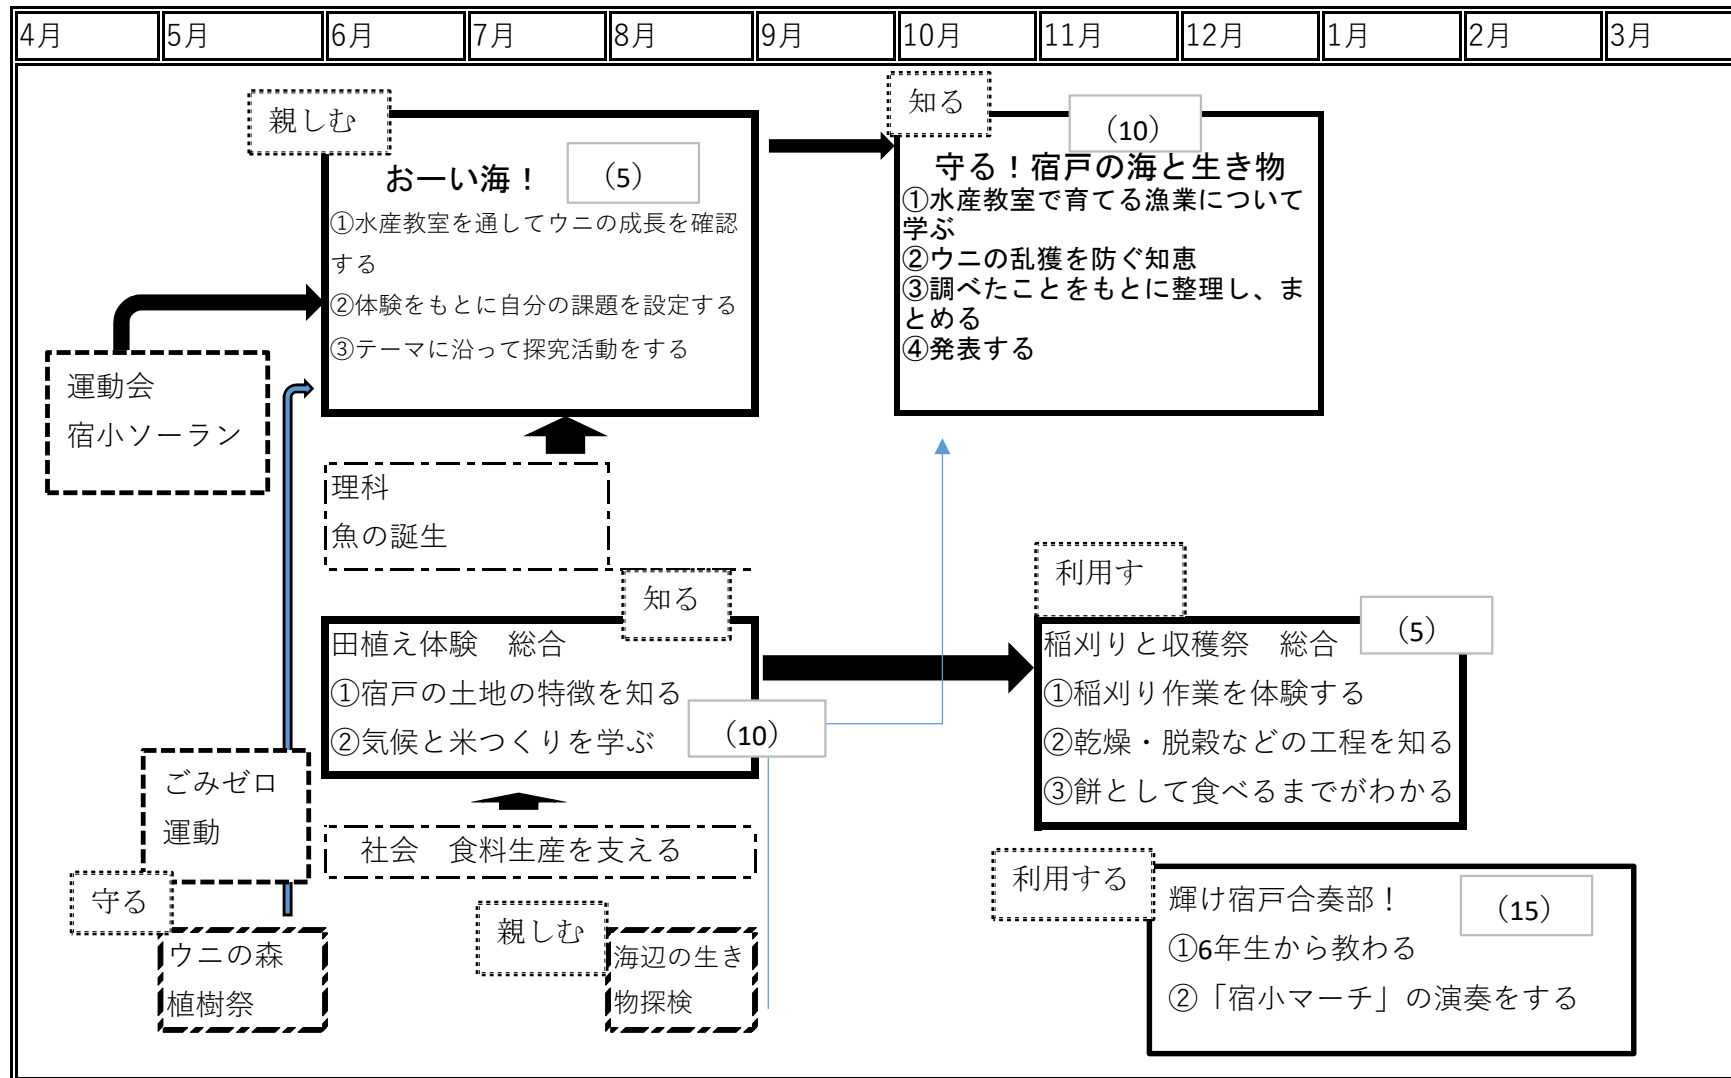 4月 5月 6月 7月 8月 9月 10月 11月 12月 1月 2月 3月
親しむ
おーい海！
（5）
①水産教室を通してウニの成長を確認
する
②体験をもとに自分の課題を設定する
③テーマに沿って探究活動をする
知る
（10）
守る！宿戸の海と生き物
①水産教室で育てる漁業について
学ぶ
②ウニの乱獲を防ぐ知恵
③調べたことをもとに整理し、ま
とめる
④発表する
運動会
宿小ソーラン
理科
魚の誕生
知る
田植え体験　総合
①宿戸の土地の特徴を知る
②気候と米つくりを学ぶ
（10）
利用す
（5）
稲刈りと収穫祭　総合
①稲刈り作業を体験する
②乾燥・脱穀などの工程を知る
③餅として食べるまでがわかる
ごみゼロ
運動
社会　食料生産を支える
守る
ウニの森
植樹祭
親しむ
海辺の生き
物探検
利用する
輝け宿戸合奏部！
（15）
①6年生から教わる
②「宿小マーチ」の演奏をする